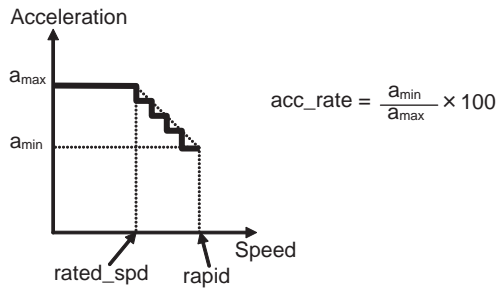 Acceleration
amax
amin
acc_rate = amin / amax × 100
Speed
rated_spd
rapid